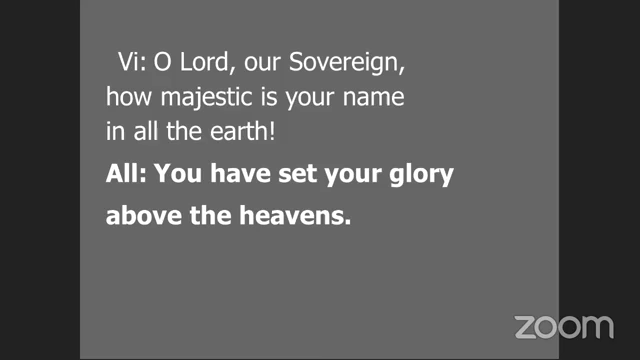 Vi: O Lord, our Sovereign,
how majestic is your name
in all the earth!
All: You have set your glory
above the heavens.
zoom